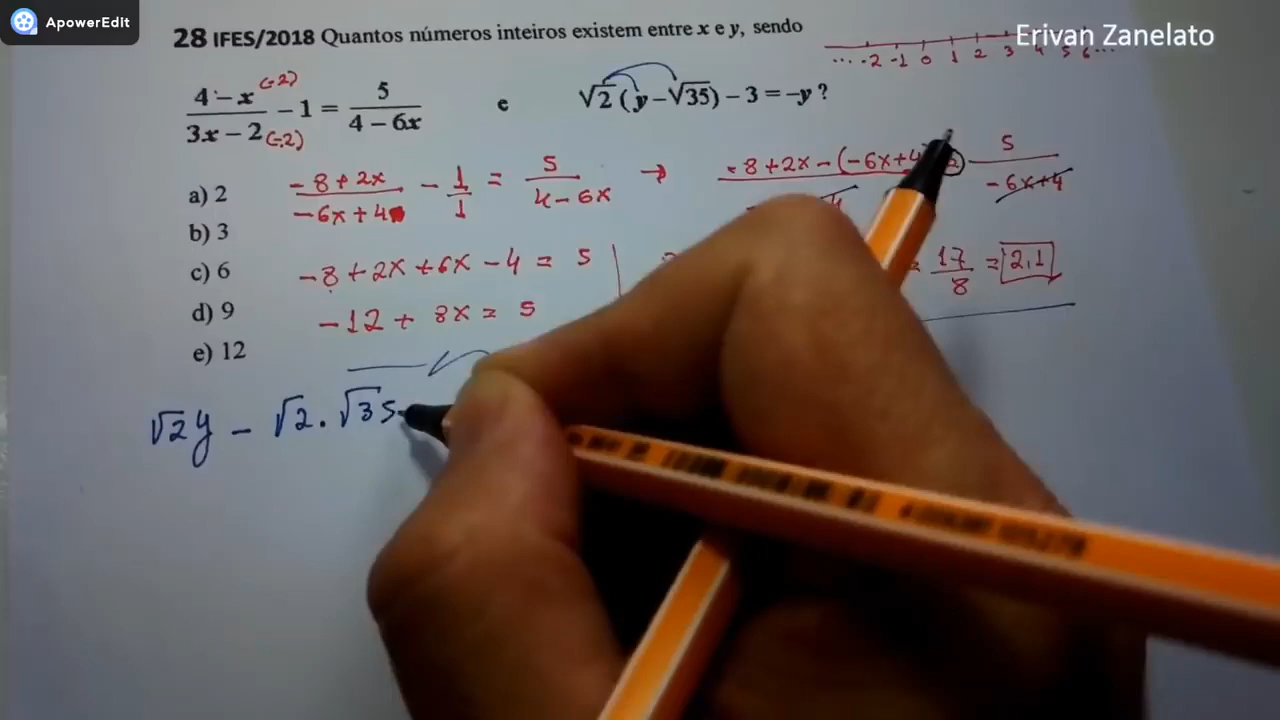 ApowerEdit
Erivan Zanelato
28 IFES/2018 Quantos números inteiros existem entre x e y, sendo
... -2 -1 0 1 2 3 4 5 6 ...
4 – x (-2) / 3x – 2 (-2) – 1 = 5 / 4 – 6x e √2 (y – √35) – 3 = –y ?
a) 2
b) 3
c) 6
d) 9
e) 12
-8 + 2x / -6x + 4 - 1/1 = 5 / 4 - 6x → -8 + 2x - (-6x + 4) 5 / -6x + 4
-8 + 2x + 6x - 4 = 5
-12 + 8x = 5
= 17/8 = 2,1
√2y - √2 . √35